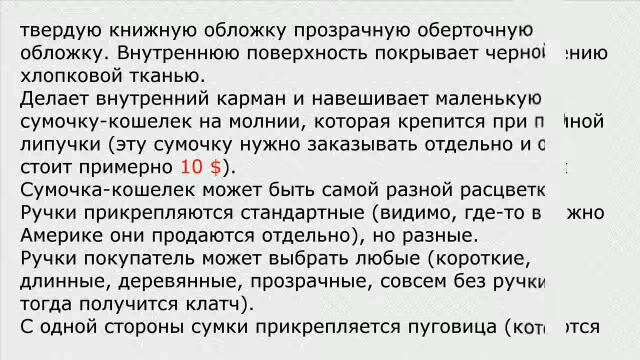 твердую книжную обложку прозрачную оберточную
обложку. Внутреннюю поверхность покрывает
хлопковой тканью.
Делает внутренний карман и навешивает маленькую
сумочку-кошелек на молнии, которая крепится при
липучки (эту сумочку нужно заказывать отдельно и
стоит примерно 10 $).
Сумочка-кошелек может быть самой разной
Ручки прикрепляются стандартные (видимо, где-то в
Америке они продаются отдельно), но разные.
Ручки покупатель может выбрать любые (короткие,
длинные, деревянные, прозрачные, совсем без ручки
тогда получится клатч).
С одной стороны сумки прикрепляется пуговица